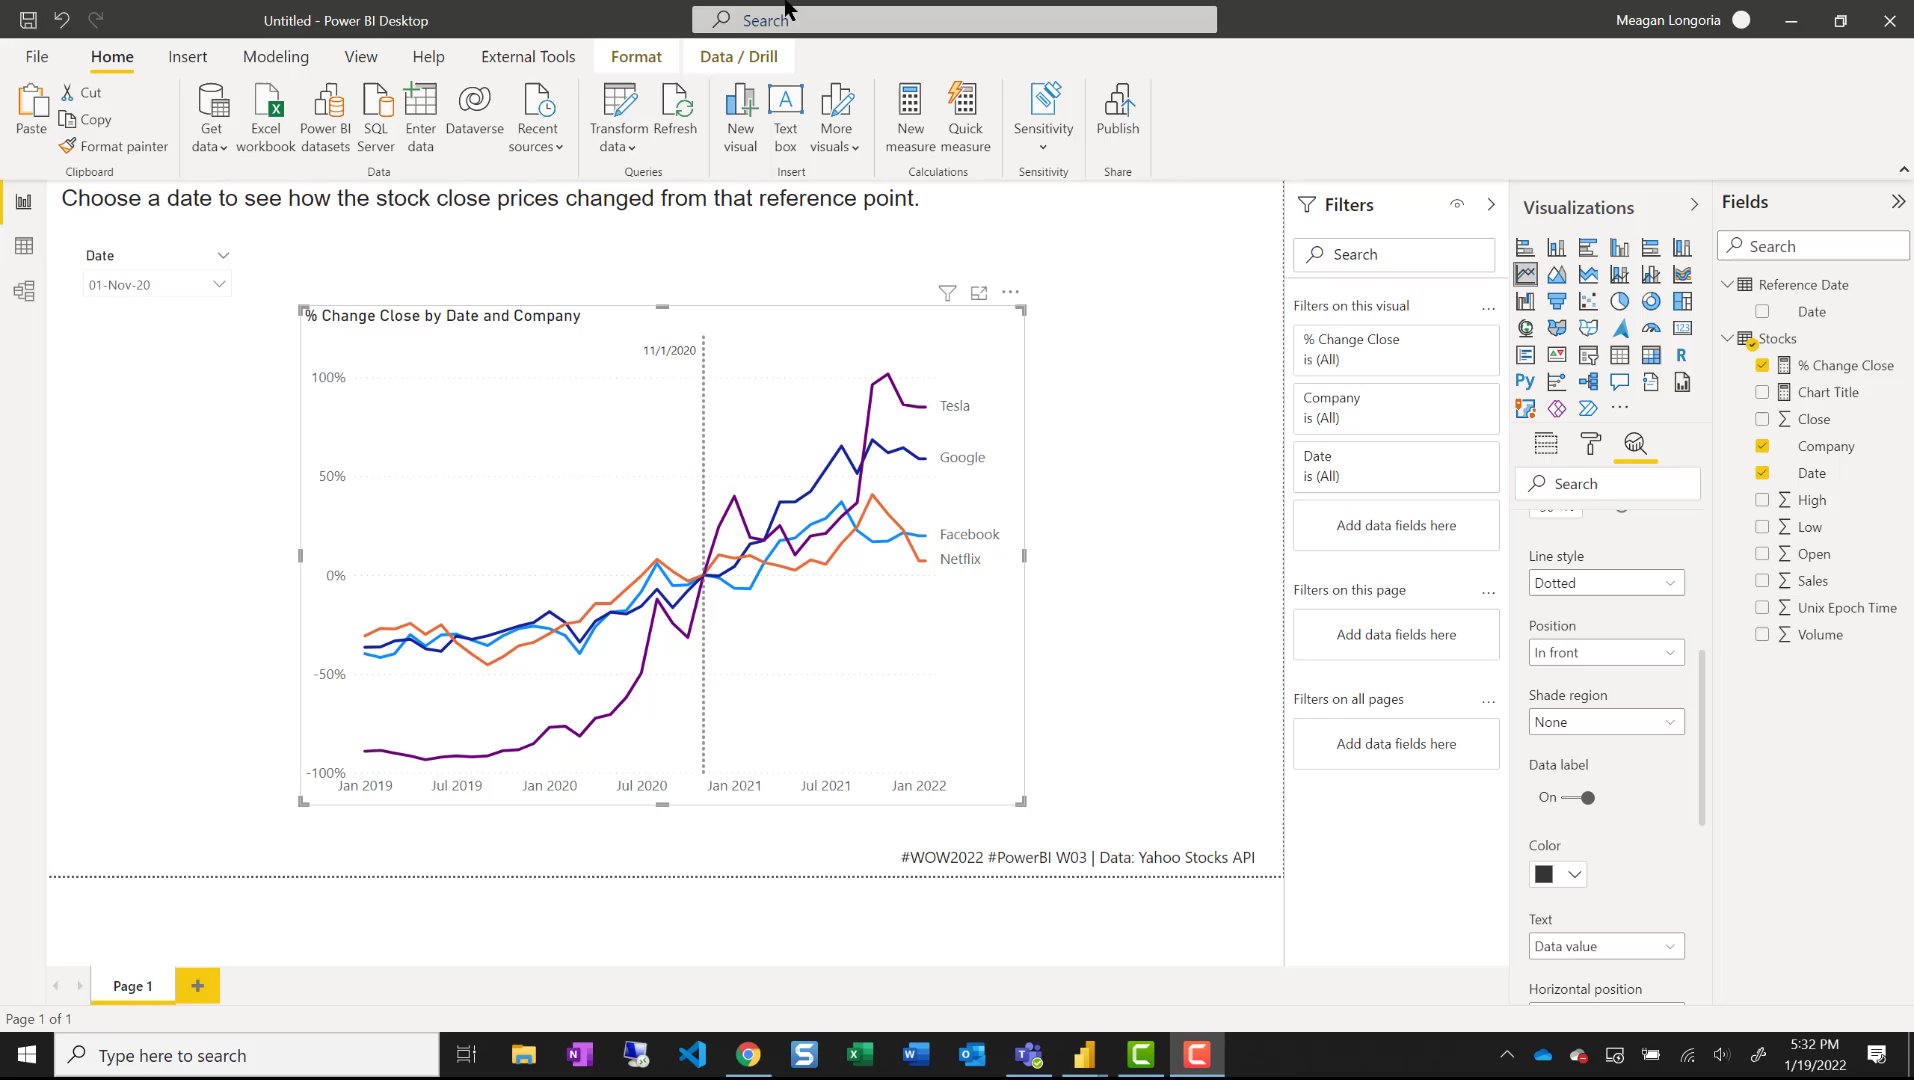 Untitled - Power BI Desktop
Search
Meagan Longoria
File
Home
Insert
Modeling
View
Help
External Tools
Format
Data / Drill
Paste
Cut
Copy
Format painter
Clipboard
Get data
Excel workbook
Power BI datasets
SQL Server
Enter data
Dataverse
Recent sources
Data
Transform data
Refresh
Queries
New visual
Text box
More visuals
Insert
New measure
Quick measure
Calculations
Sensitivity
Sensitivity
Publish
Share
Choose a date to see how the stock close prices changed from that reference point.
Date
01-Nov-20
% Change Close by Date and Company
11/1/2020
100%
50%
0%
-50%
-100%
Tesla
Google
Facebook
Netflix
Jan 2019
Jul 2019
Jan 2020
Jul 2020
Jan 2021
Jul 2021
Jan 2022
#WOW2022 #PowerBI W03 | Data: Yahoo Stocks API
Filters
Search
Filters on this visual
% Change Close
is (All)
Company
is (All)
Date
is (All)
Add data fields here
Filters on this page
Add data fields here
Filters on all pages
Add data fields here
Visualizations
123
R
Py
Search
Line style
Dotted
Position
In front
Shade region
None
Data label
On
Color
Text
Data value
Horizontal position
Fields
Search
Reference Date
Date
Stocks
% Change Close
Chart Title
Close
Company
Date
High
Low
Open
Sales
Unix Epoch Time
Volume
Page 1
Page 1 of 1
Type here to search
5:32 PM
1/19/2022